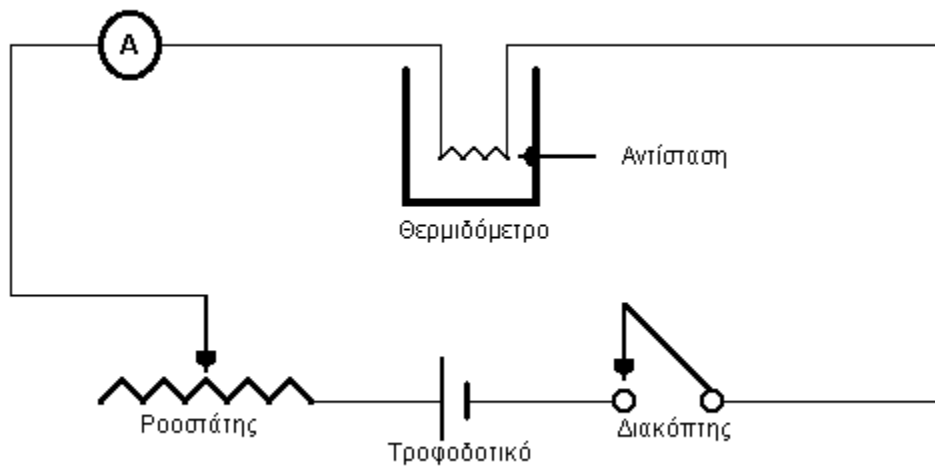 A
Αντίσταση
Θερμιδόμετρο
Ροοστάτης
Διακόπτης
Τροφοδοτικό